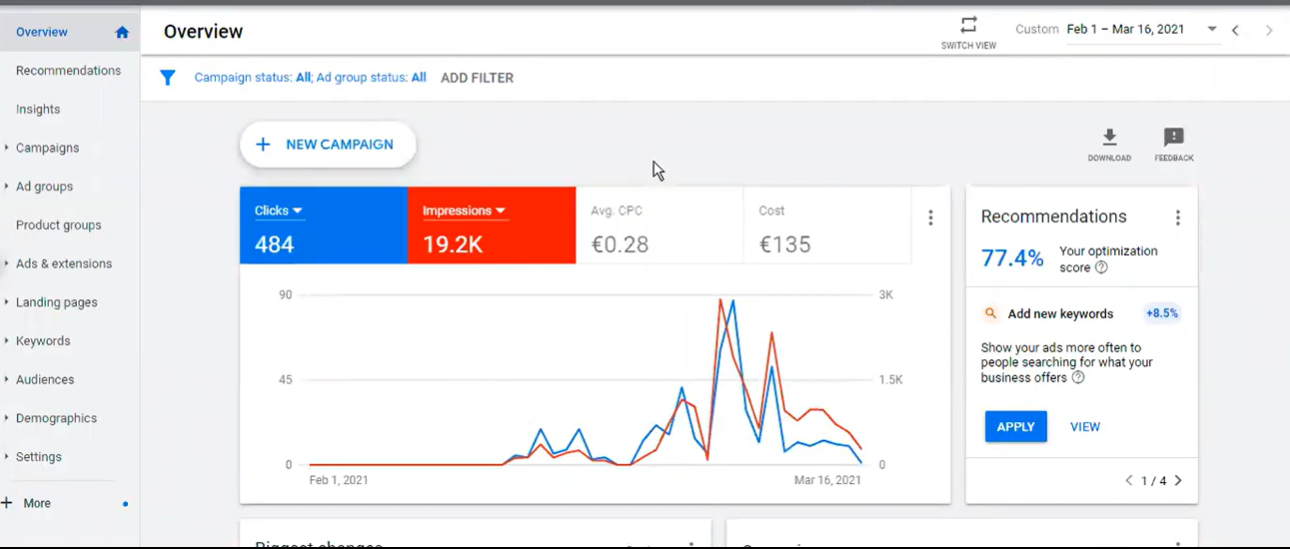 Overview
Recommendations
Insights
Campaigns
Ad groups
Product groups
Ads & extensions
Landing pages
Keywords
Audiences
Demographics
Settings
More
Overview
SWITCH VIEW
Custom Feb 1 – Mar 16, 2021
Campaign status: All; Ad group status: All ADD FILTER
+ NEW CAMPAIGN
DOWNLOAD
FEEDBACK
Clicks
484
Impressions
19.2K
Avg. CPC
€0.28
Cost
€135
90
45
0
3K
1.5K
0
Feb 1, 2021
Mar 16, 2021
Recommendations
77.4%
Your optimization
score
Add new keywords +8.5%
Show your ads more often to
people searching for what your
business offers
APPLY VIEW
1 / 4
Biggest changes